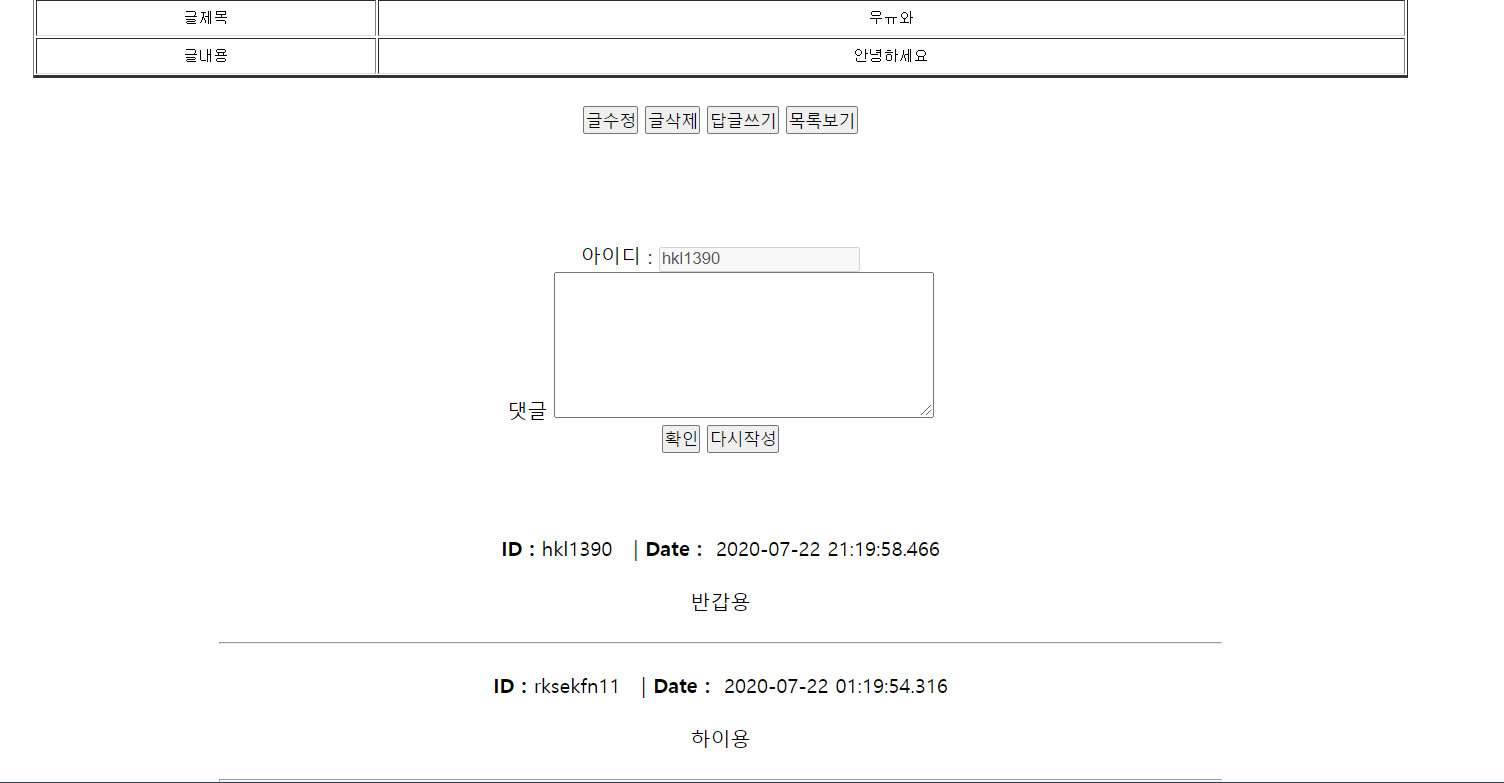 글제목 우ㅠ와
글내용 안녕하세요
글수정 글삭제 답글쓰기 목록보기
아이디 : hkl1390
댓글
확인 다시작성
ID : hkl1390 | Date : 2020-07-22 21:19:58.466
반갑용
ID : rksekfn11 | Date : 2020-07-22 01:19:54.316
하이용